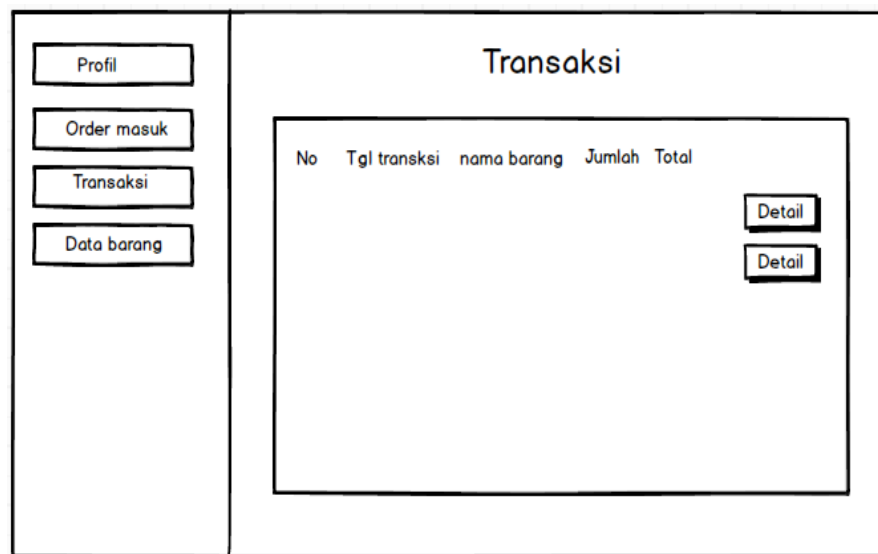 Profil
Order masuk
Transaksi
Data barang
Transaksi
No Tgl transksi nama barang Jumlah Total
Detail
Detail